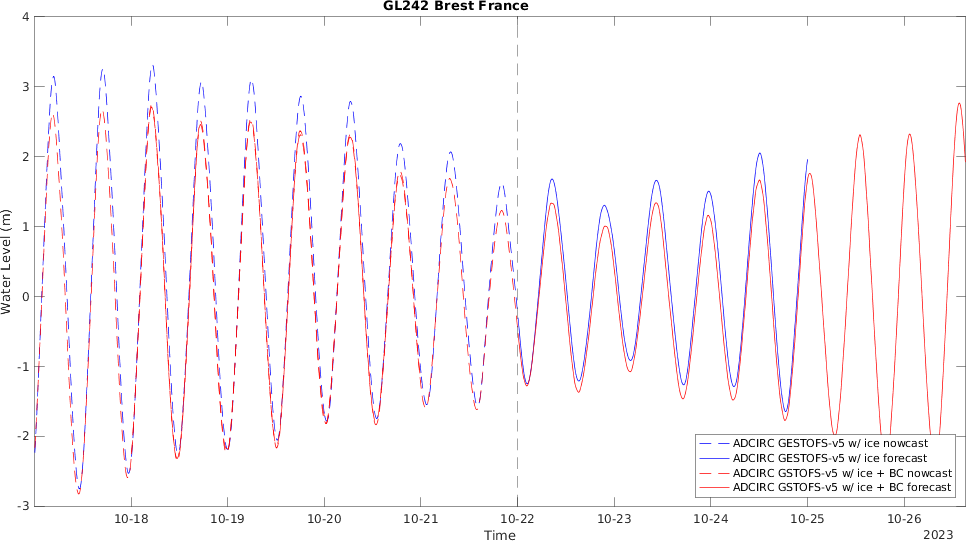 GL242 Brest France
4
3
2
1
0
-1
-2
-3
Water Level (m)
ADCIRC GESTOFS-v5 w/ ice nowcast
ADCIRC GESTOFS-v5 w/ ice forecast
ADCIRC GSTOFS-v5 w/ ice + BC nowcast
ADCIRC GSTOFS-v5 w/ ice + BC forecast
10-18 10-19 10-20 10-21 10-22 10-23 10-24 10-25 10-26
Time 2023